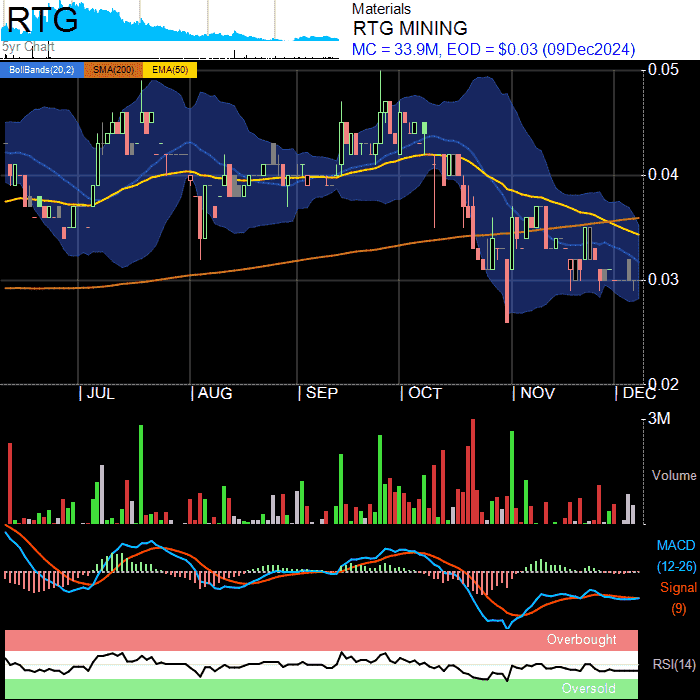 RTG
5yr Chart
Materials
RTG MINING
MC = 33.9M, EOD = $0.03 (09Dec2024)
BollBands(20,2) SMA(200) EMA(50)
0.05
0.04
0.03
0.02
| JUL | AUG | SEP | OCT | NOV | DEC
3M
Volume
MACD
(12-26)
Signal
(9)
Overbought
RSI(14)
Oversold